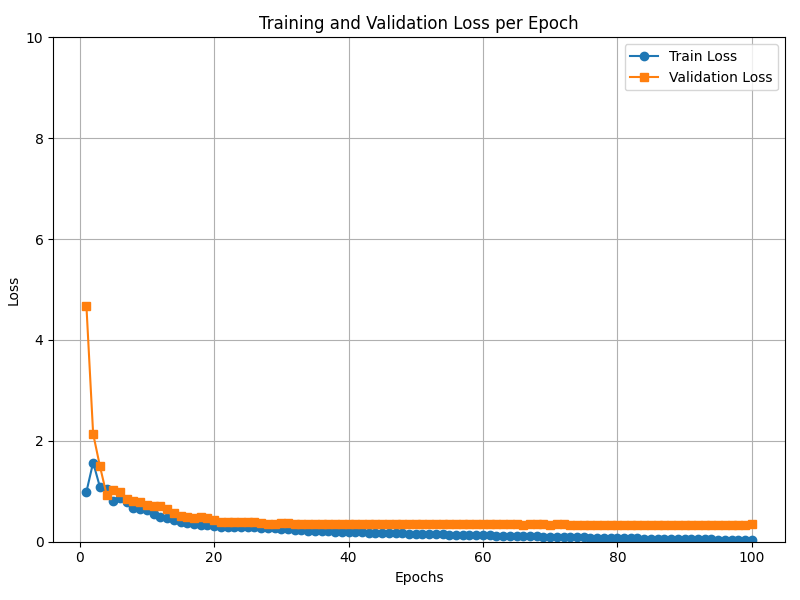 Training and Validation Loss per Epoch
Train Loss
Validation Loss
10
8
6
4
2
0
Loss
0 20 40 60 80 100
Epochs